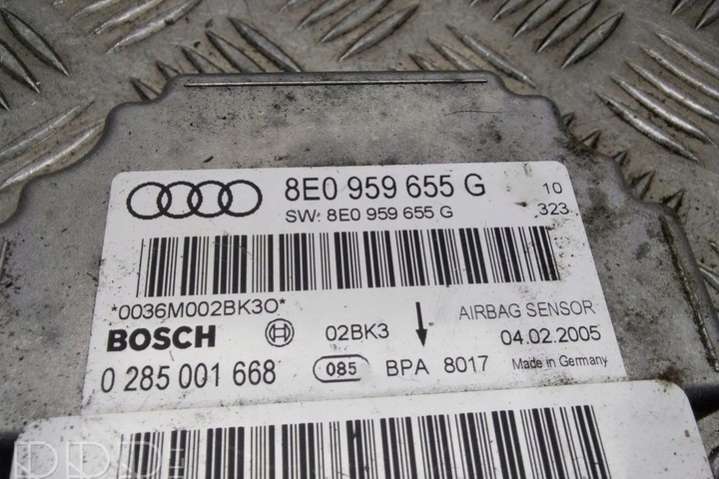 8E0 959 655 G 10
SW: 8E0 959 655 G 323
*0036M002BK3O*
BOSCH 02BK3 AIRBAG SENSOR
04.02.2005
0 285 001 668 085 BPA 8017 Made in Germany